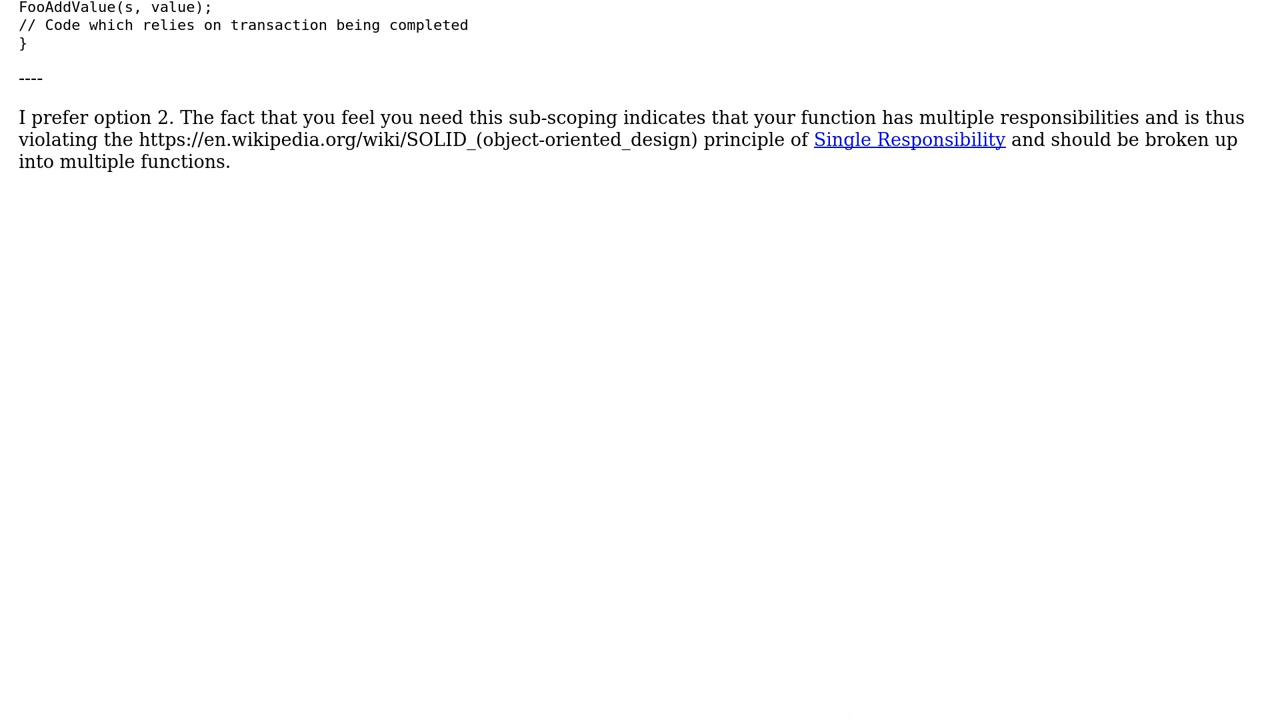 FooAddValue(s, value);
// Code which relies on transaction being completed
}
----
I prefer option 2. The fact that you feel you need this sub-scoping indicates that your function has multiple responsibilities and is thus
violating the https://en.wikipedia.org/wiki/SOLID_(object-oriented_design) principle of Single Responsibility and should be broken up
into multiple functions.